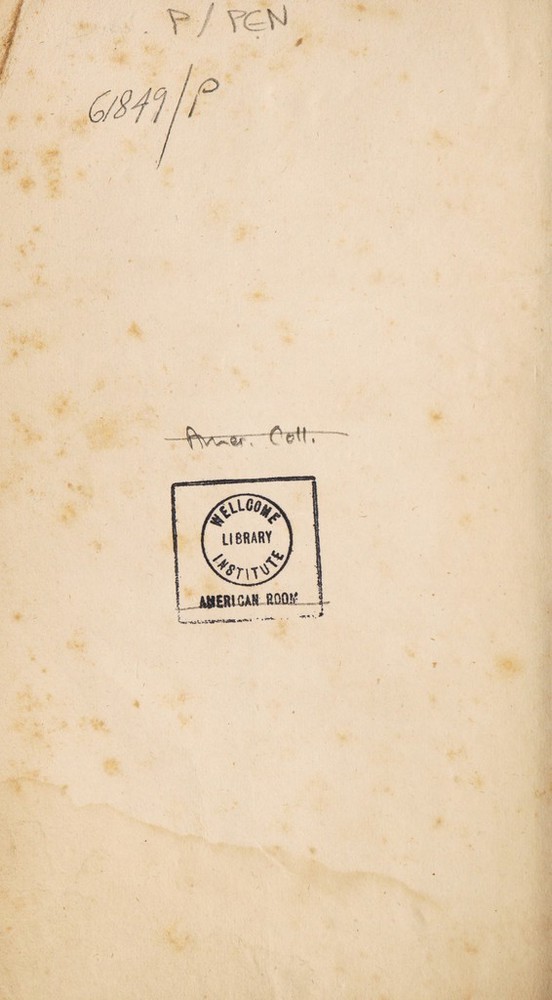 P/PEN
61849/P
Amer. Coll.
WELLCOME
LIBRARY
INSTITUTE
AMERICAN ROOM